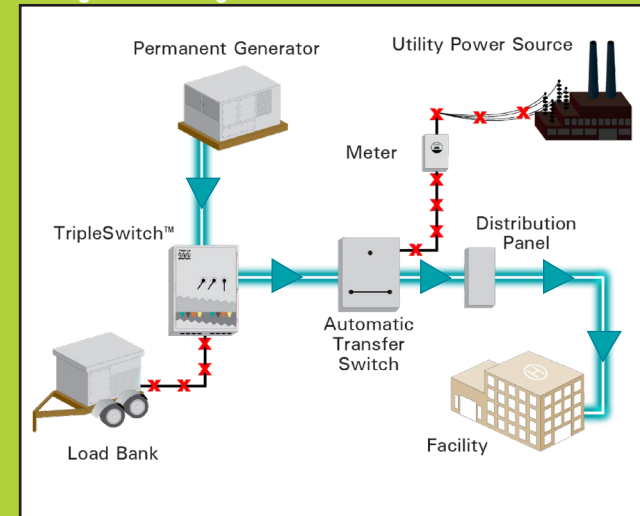 Permanent Generator
Utility Power Source
Meter
TripleSwitch™
Distribution
Panel
Automatic
Transfer
Switch
Load Bank
Facility
H